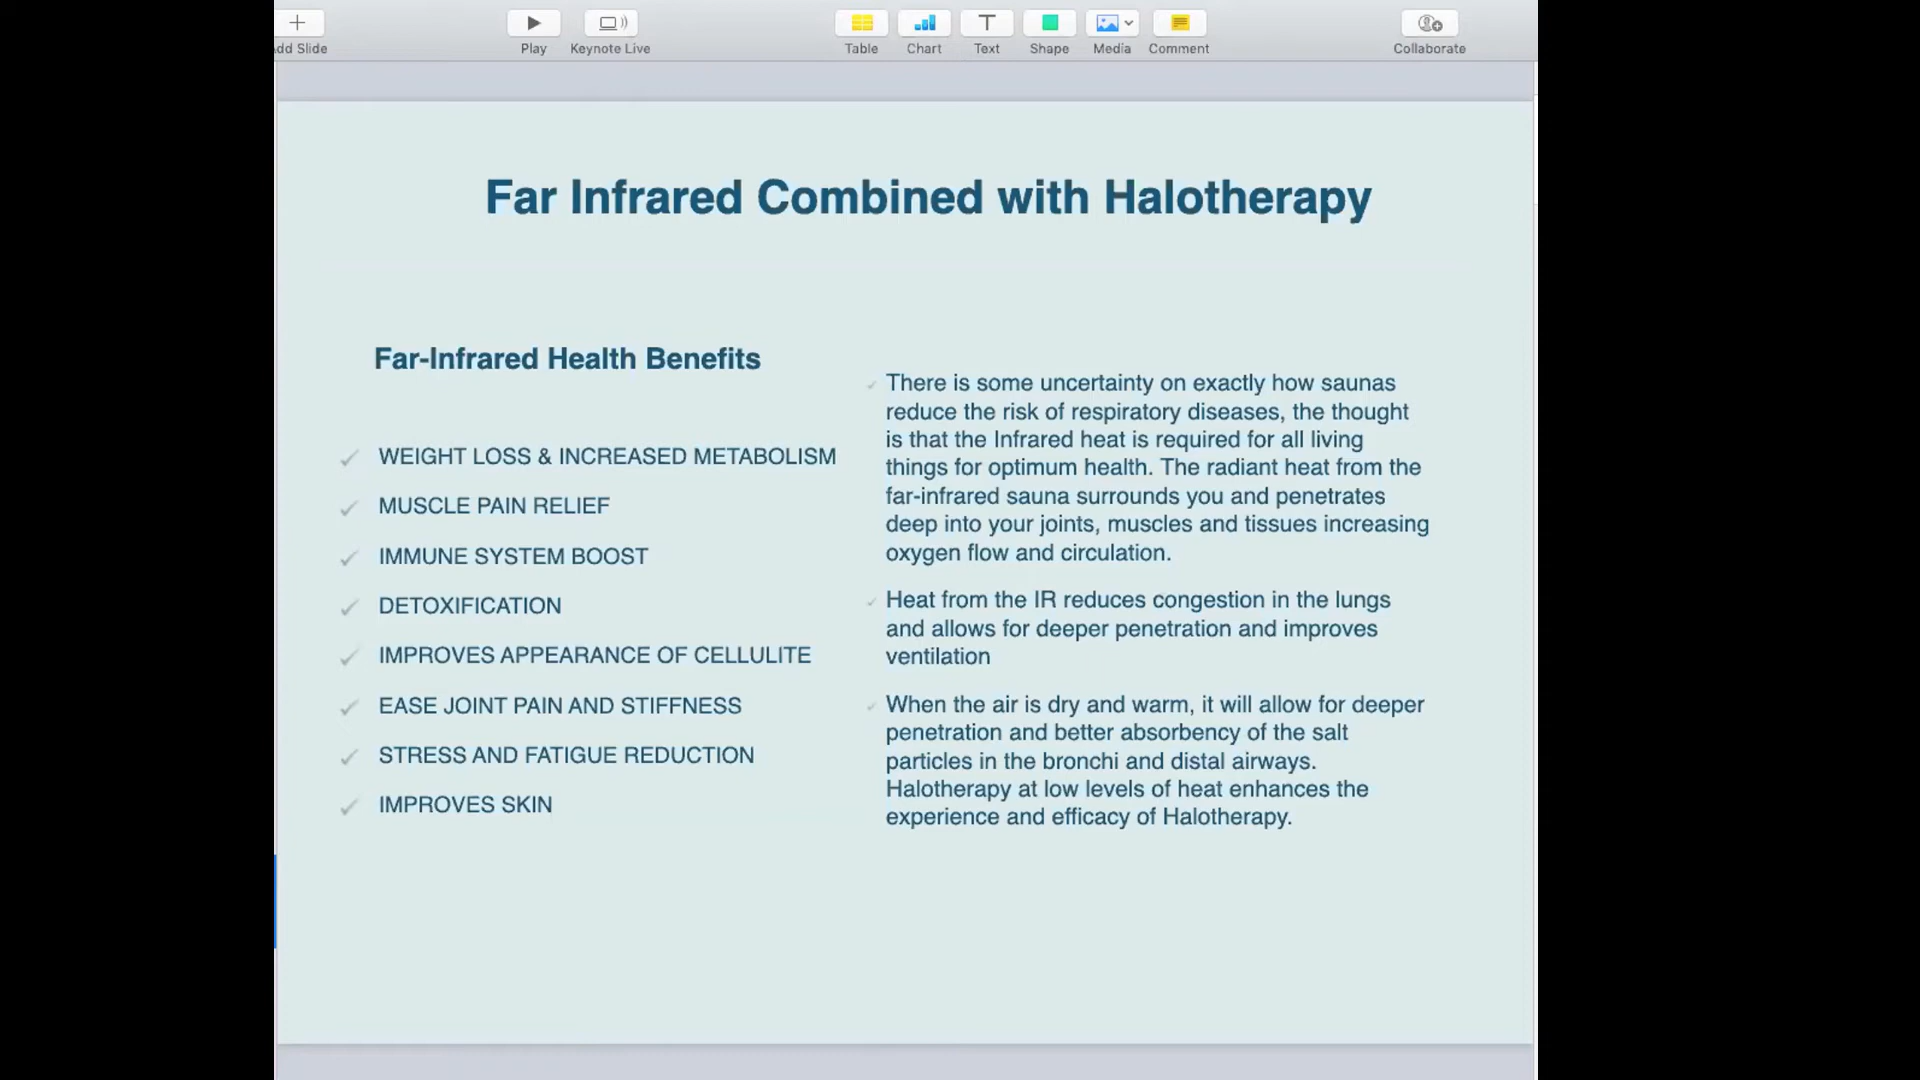 dd Slide
Play
Keynote Live
Table
Chart
Text
Shape
Media
Comment
Collaborate
Far Infrared Combined with Halotherapy
Far-Infrared Health Benefits
WEIGHT LOSS & INCREASED METABOLISM
MUSCLE PAIN RELIEF
IMMUNE SYSTEM BOOST
DETOXIFICATION
IMPROVES APPEARANCE OF CELLULITE
EASE JOINT PAIN AND STIFFNESS
STRESS AND FATIGUE REDUCTION
IMPROVES SKIN
There is some uncertainty on exactly how saunas
reduce the risk of respiratory diseases, the thought
is that the Infrared heat is required for all living
things for optimum health. The radiant heat from the
far-infrared sauna surrounds you and penetrates
deep into your joints, muscles and tissues increasing
oxygen flow and circulation.
Heat from the IR reduces congestion in the lungs
and allows for deeper penetration and improves
ventilation
When the air is dry and warm, it will allow for deeper
penetration and better absorbency of the salt
particles in the bronchi and distal airways.
Halotherapy at low levels of heat enhances the
experience and efficacy of Halotherapy.